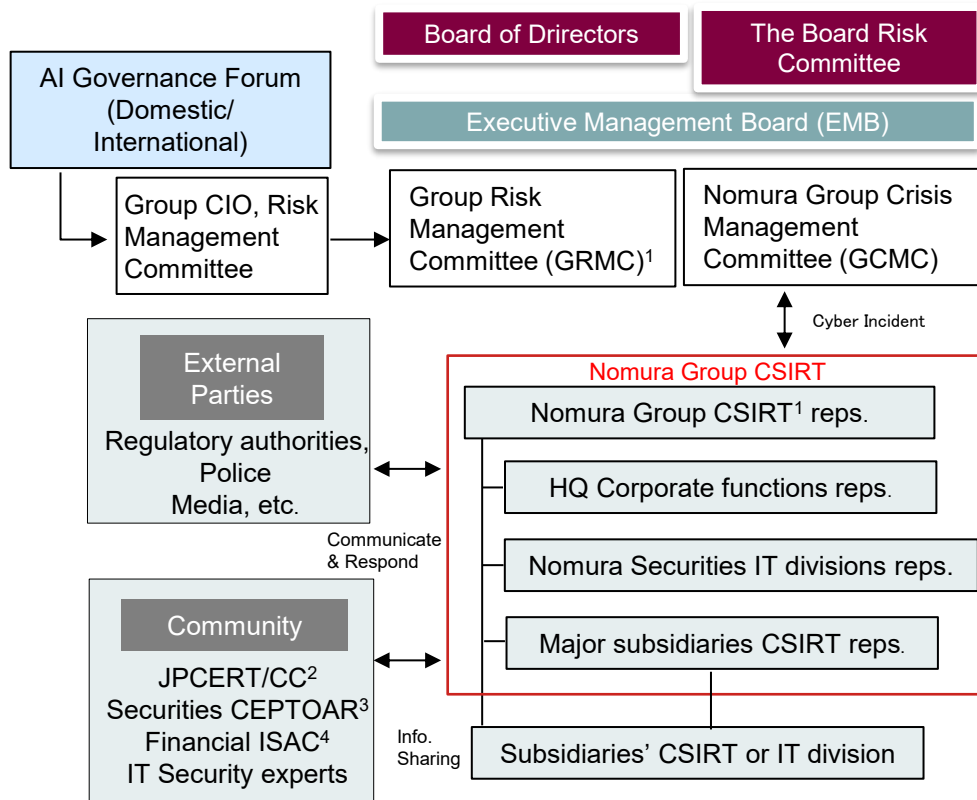 Board of Drirectors
The Board Risk
Committee
AI Governance Forum
(Domestic/
International)
Executive Management Board (EMB)
Group CIO, Risk
Management
Committee
Group Risk
Management
Committee (GRMC)¹
Nomura Group Crisis
Management
Committee (GCMC)
Cyber Incident
External
Parties
Regulatory authorities,
Police
Media, etc.
Nomura Group CSIRT
Nomura Group CSIRT¹ reps.
HQ Corporate functions reps.
Communicate
& Respond
Nomura Securities IT divisions reps.
Major subsidiaries CSIRT reps.
Community
JPCERT/CC²
Securities CEPTOAR³
Financial ISAC⁴
IT Security experts
Info.
Sharing
Subsidiaries’ CSIRT or IT division